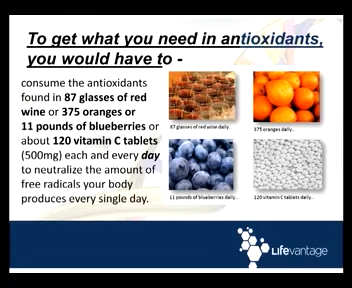 To get what you need in antioxidants,
you would have to -
consume the antioxidants
found in 87 glasses of red
wine or 375 oranges or
11 pounds of blueberries or
about 120 vitamin C tablets
(500mg) each and every day
to neutralize the amount of
free radicals your body
produces every single day.
87 glasses of red wine daily...
375 oranges daily...
11 pounds of blueberries daily...
120 vitamin C tablets daily...
Lifevantage